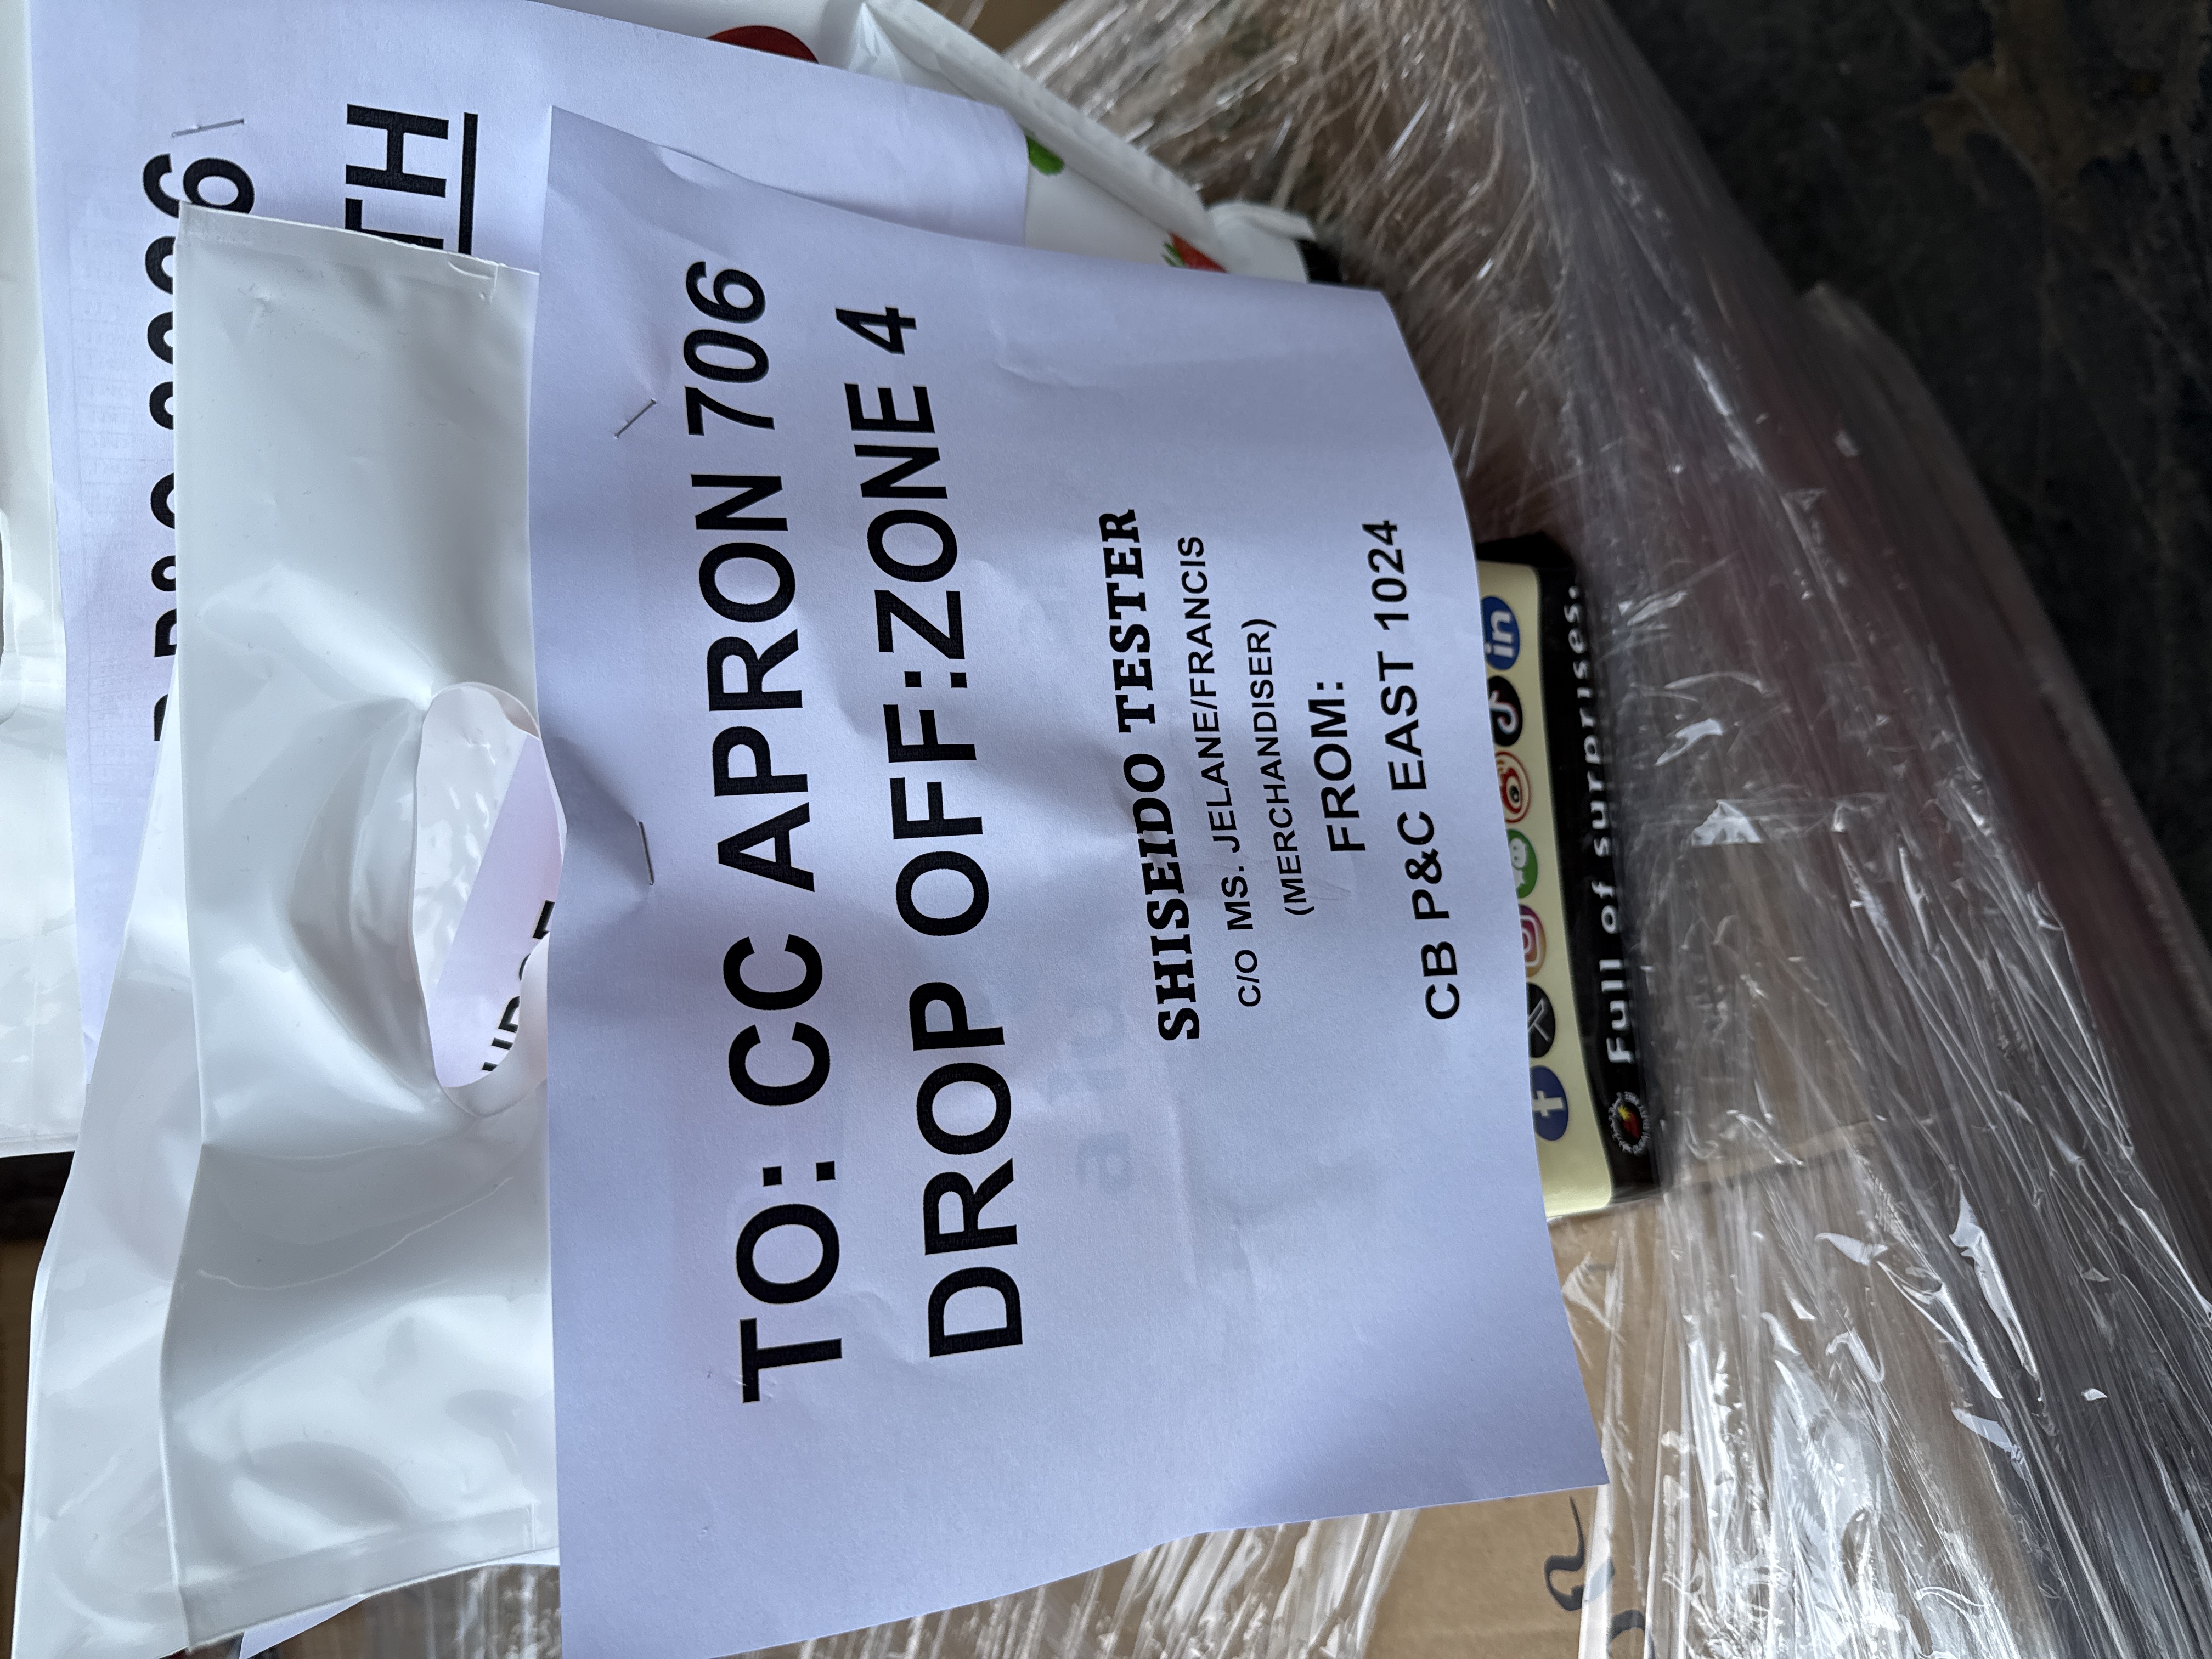 TO: CC APRON 706
DROP OFF:ZONE 4
SHISEIDO TESTER
C/O MS. JELANE/FRANCIS
(MERCHANDISER)
FROM:
CB P&C EAST 1024
Full of surprises.